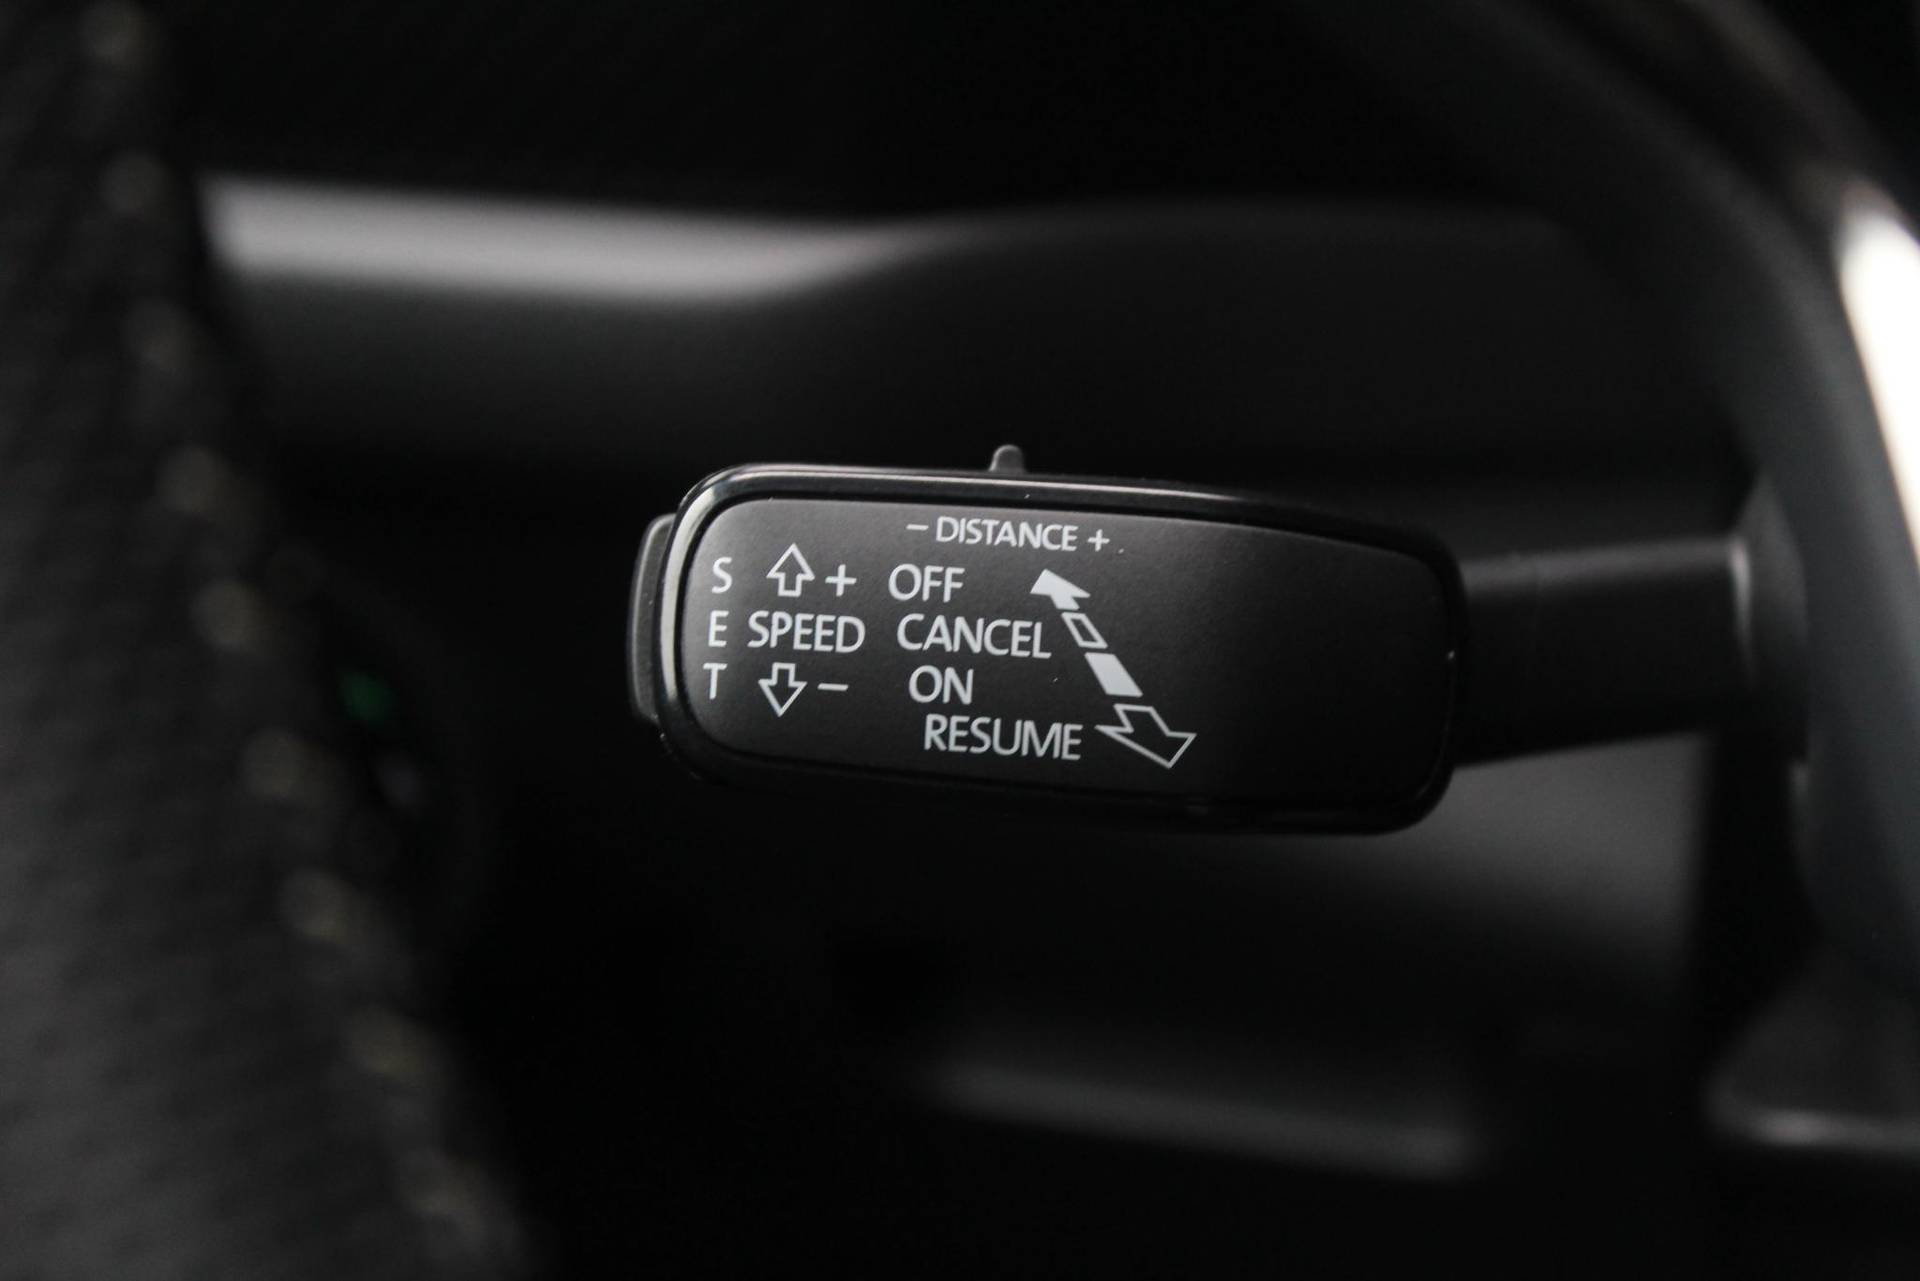 − DISTANCE +
S + OFF
E SPEED CANCEL
T − ON
RESUME